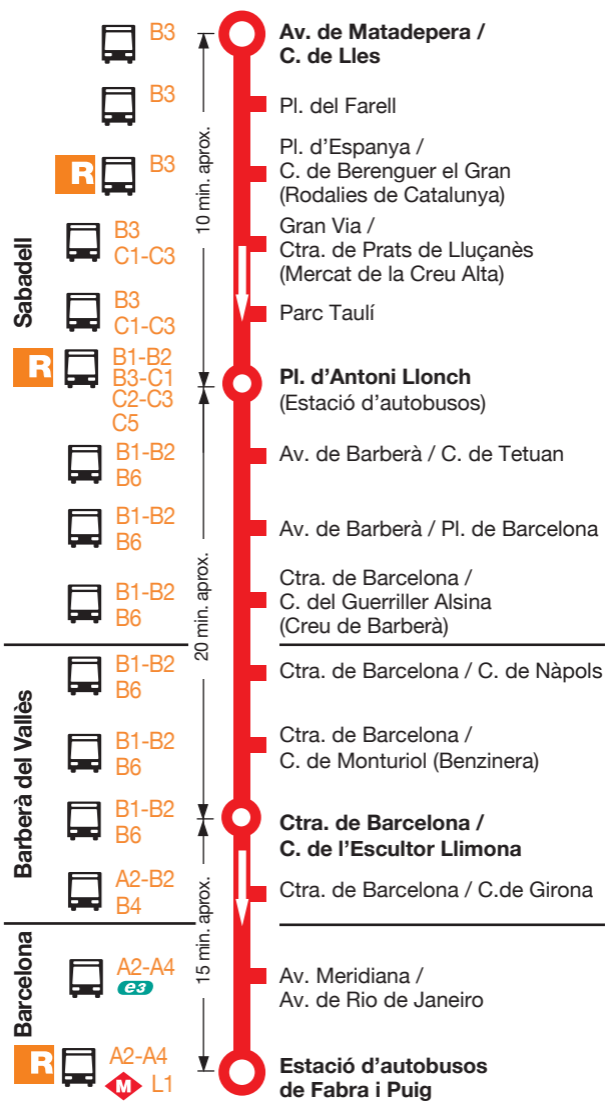 B3
Av. de Matadepera /
C. de Lles
B3
Pl. del Farell
R
B3
Pl. d'Espanya /
C. de Berenguer el Gran
(Rodalies de Catalunya)
10 min. aprox.
Sabadell
B3
C1-C3
Gran Via /
Ctra. de Prats de Lluçanès
(Mercat de la Creu Alta)
B3
C1-C3
Parc Taulí
R
B1-B2
B3-C1
C2-C3
C5
Pl. d'Antoni Llonch
(Estació d'autobusos)
B1-B2
B6
Av. de Barberà / C. de Tetuan
B1-B2
B6
Av. de Barberà / Pl. de Barcelona
20 min. aprox.
B1-B2
B6
Ctra. de Barcelona /
C. del Guerriller Alsina
(Creu de Barberà)
Barberà del Vallès
B1-B2
B6
Ctra. de Barcelona / C. de Nàpols
B1-B2
B6
Ctra. de Barcelona /
C. de Monturiol (Benzinera)
B1-B2
B6
Ctra. de Barcelona /
C. de l'Escultor Llimona
A2-B2
B4
Ctra. de Barcelona / C.de Girona
15 min. aprox.
Barcelona
A2-A4
e3
Av. Meridiana /
Av. de Rio de Janeiro
R
A2-A4
M L1
Estació d'autobusos
de Fabra i Puig